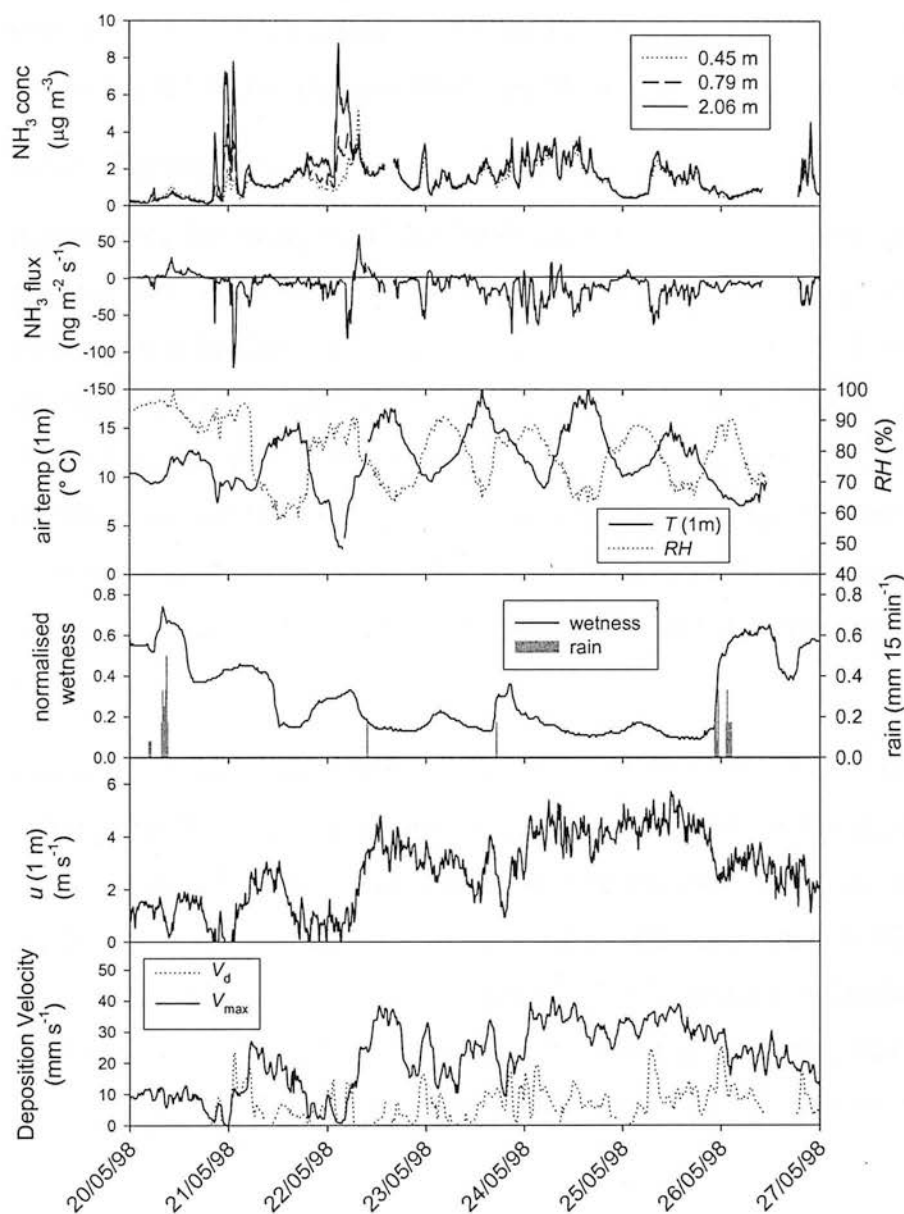 10
8
6
4
2
0
NH3 conc
(µg m-3)
0.45 m
0.79 m
2.06 m
50
0
-50
-100
-150
NH3 flux
(ng m-2 s-1)
15
10
5
0
air temp (1m)
(° C)
100
90
80
70
60
50
40
RH (%)
T (1m)
RH
0.8
0.6
0.4
0.2
0.0
normalised
wetness
0.8
0.6
0.4
0.2
0.0
rain (mm 15 min-1)
wetness
rain
6
4
2
0
u (1 m)
(m s-1)
50
40
30
20
10
0
Deposition Velocity
(mm s-1)
Vd
Vmax
20/05/98
21/05/98
22/05/98
23/05/98
24/05/98
25/05/98
26/05/98
27/05/98